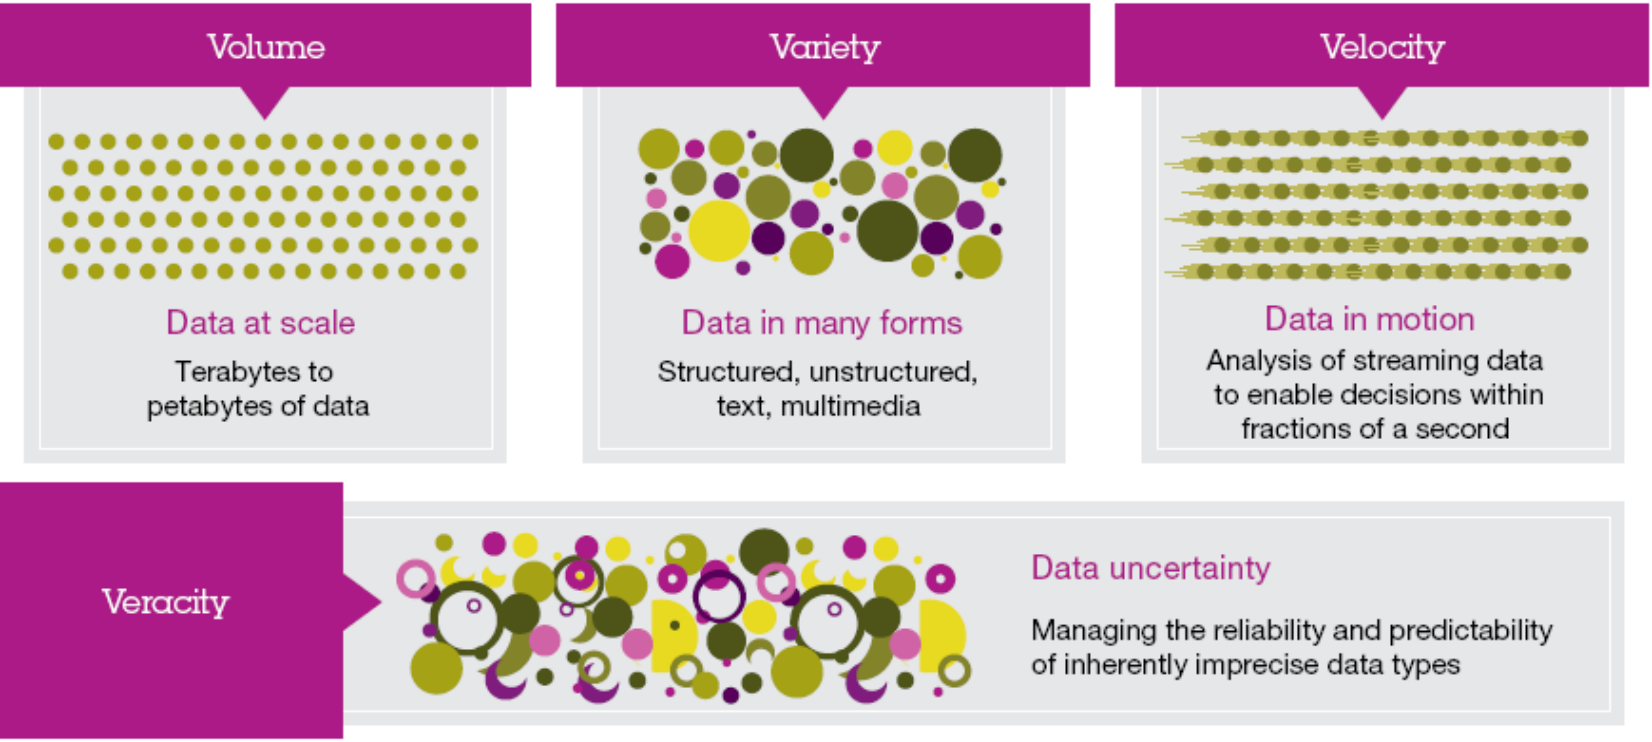 Volume
Data at scale
Terabytes to
petabytes of data
Variety
Data in many forms
Structured, unstructured,
text, multimedia
Velocity
Data in motion
Analysis of streaming data
to enable decisions within
fractions of a second
Veracity
Data uncertainty
Managing the reliability and predictability
of inherently imprecise data types